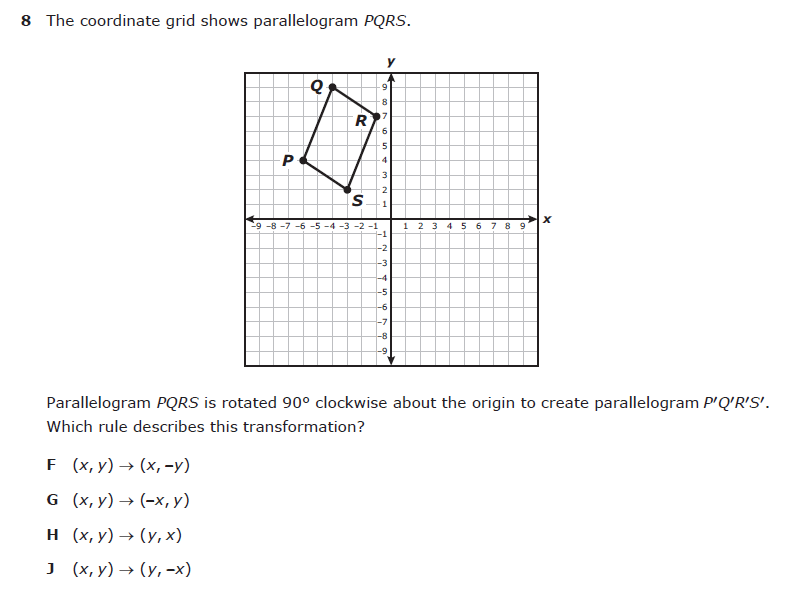 8 The coordinate grid shows parallelogram PQRS.
y
Q
9
8
R
7
6
5
P
4
3
2
S
1
x
–9 –8 –7 –6 –5 –4 –3 –2 –1 1 2 3 4 5 6 7 8 9
–1
–2
–3
–4
–5
–6
–7
–8
–9
Parallelogram PQRS is rotated 90° clockwise about the origin to create parallelogram P′Q′R′S′.
Which rule describes this transformation?
F (x, y) → (x, –y)
G (x, y) → (–x, y)
H (x, y) → (y, x)
J (x, y) → (y, –x)